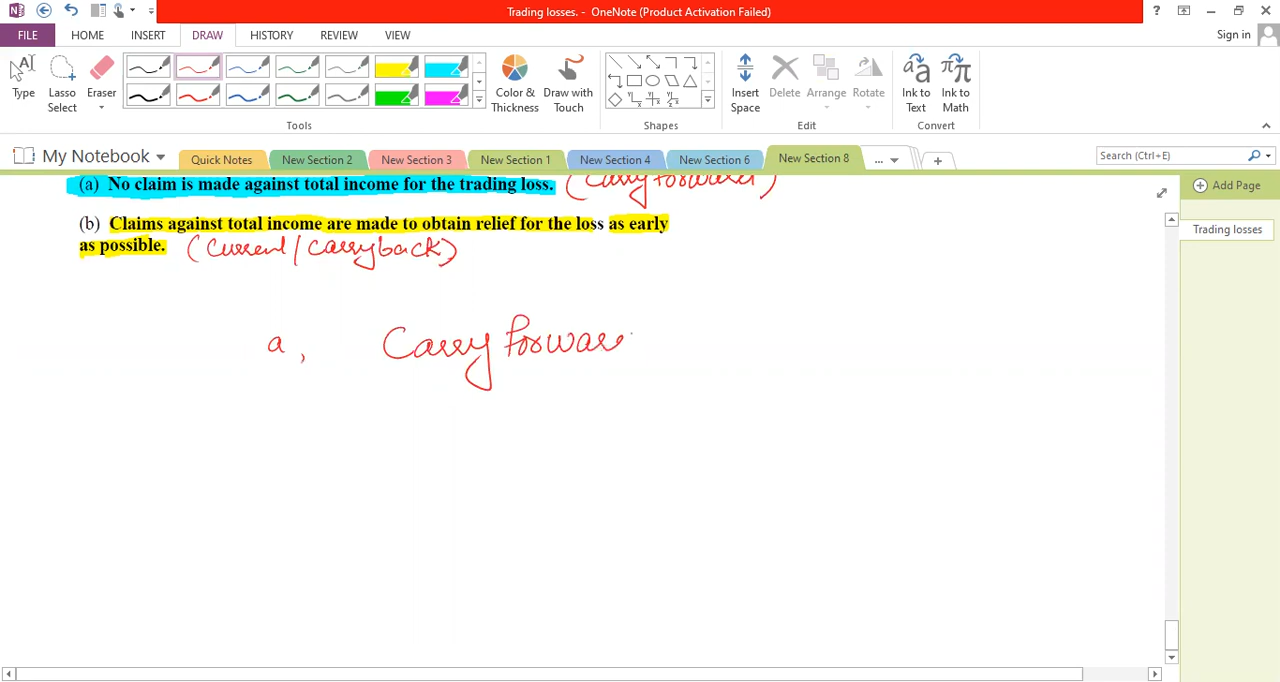 Trading losses. - OneNote (Product Activation Failed)
?
FILE HOME INSERT DRAW HISTORY REVIEW VIEW Sign in
Type Lasso Select Eraser Color & Thickness Draw with Touch Insert Space Delete Arrange Rotate Ink to Text Ink to Math
Tools Shapes Edit Convert
My Notebook Quick Notes New Section 2 New Section 3 New Section 1 New Section 4 New Section 6 New Section 8 ... Search (Ctrl+E)
Add Page
Trading losses
(a) No claim is made against total income for the trading loss. (Carry forward)
(b) Claims against total income are made to obtain relief for the loss as early
as possible. (Current/Carryback)
a, Carry forwar